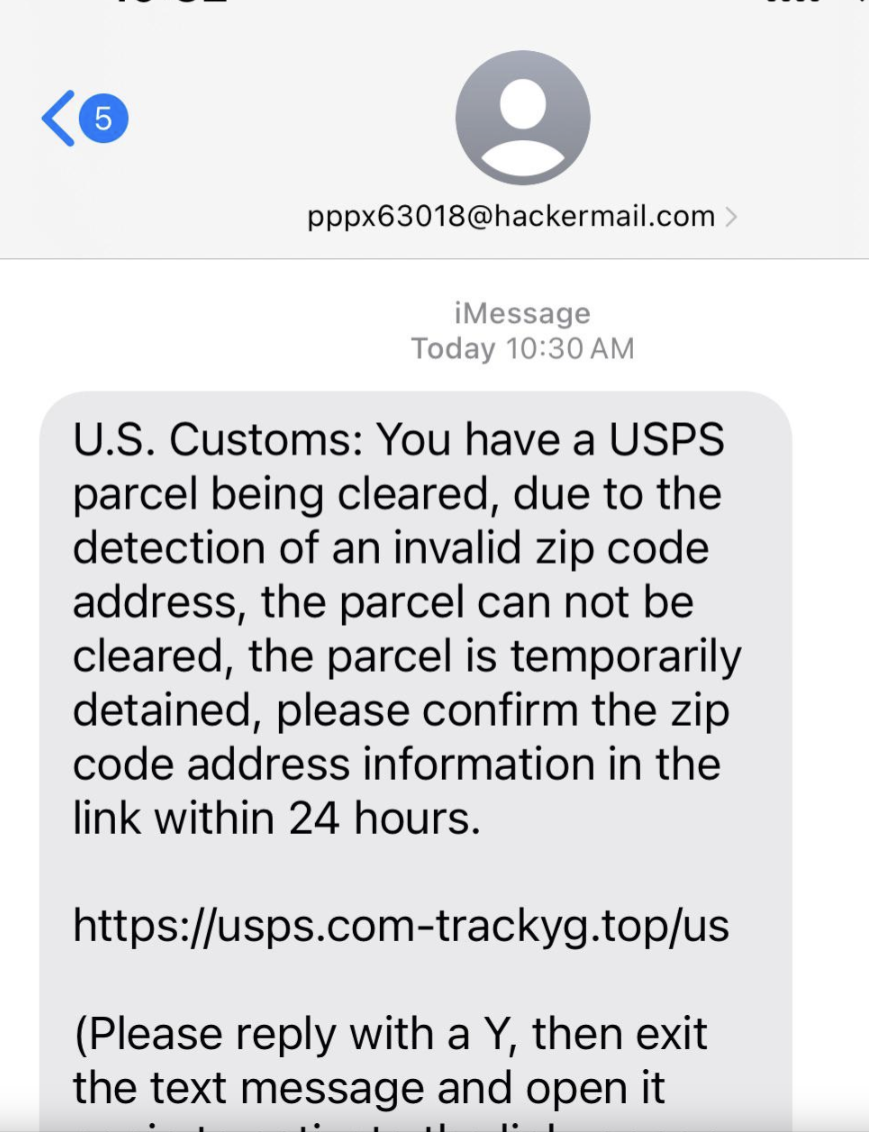 5
pppx63018@hackermail.com
iMessage
Today 10:30 AM
U.S. Customs: You have a USPS
parcel being cleared, due to the
detection of an invalid zip code
address, the parcel can not be
cleared, the parcel is temporarily
detained, please confirm the zip
code address information in the
link within 24 hours.
https://usps.com-trackyg.top/us
(Please reply with a Y, then exit
the text message and open it